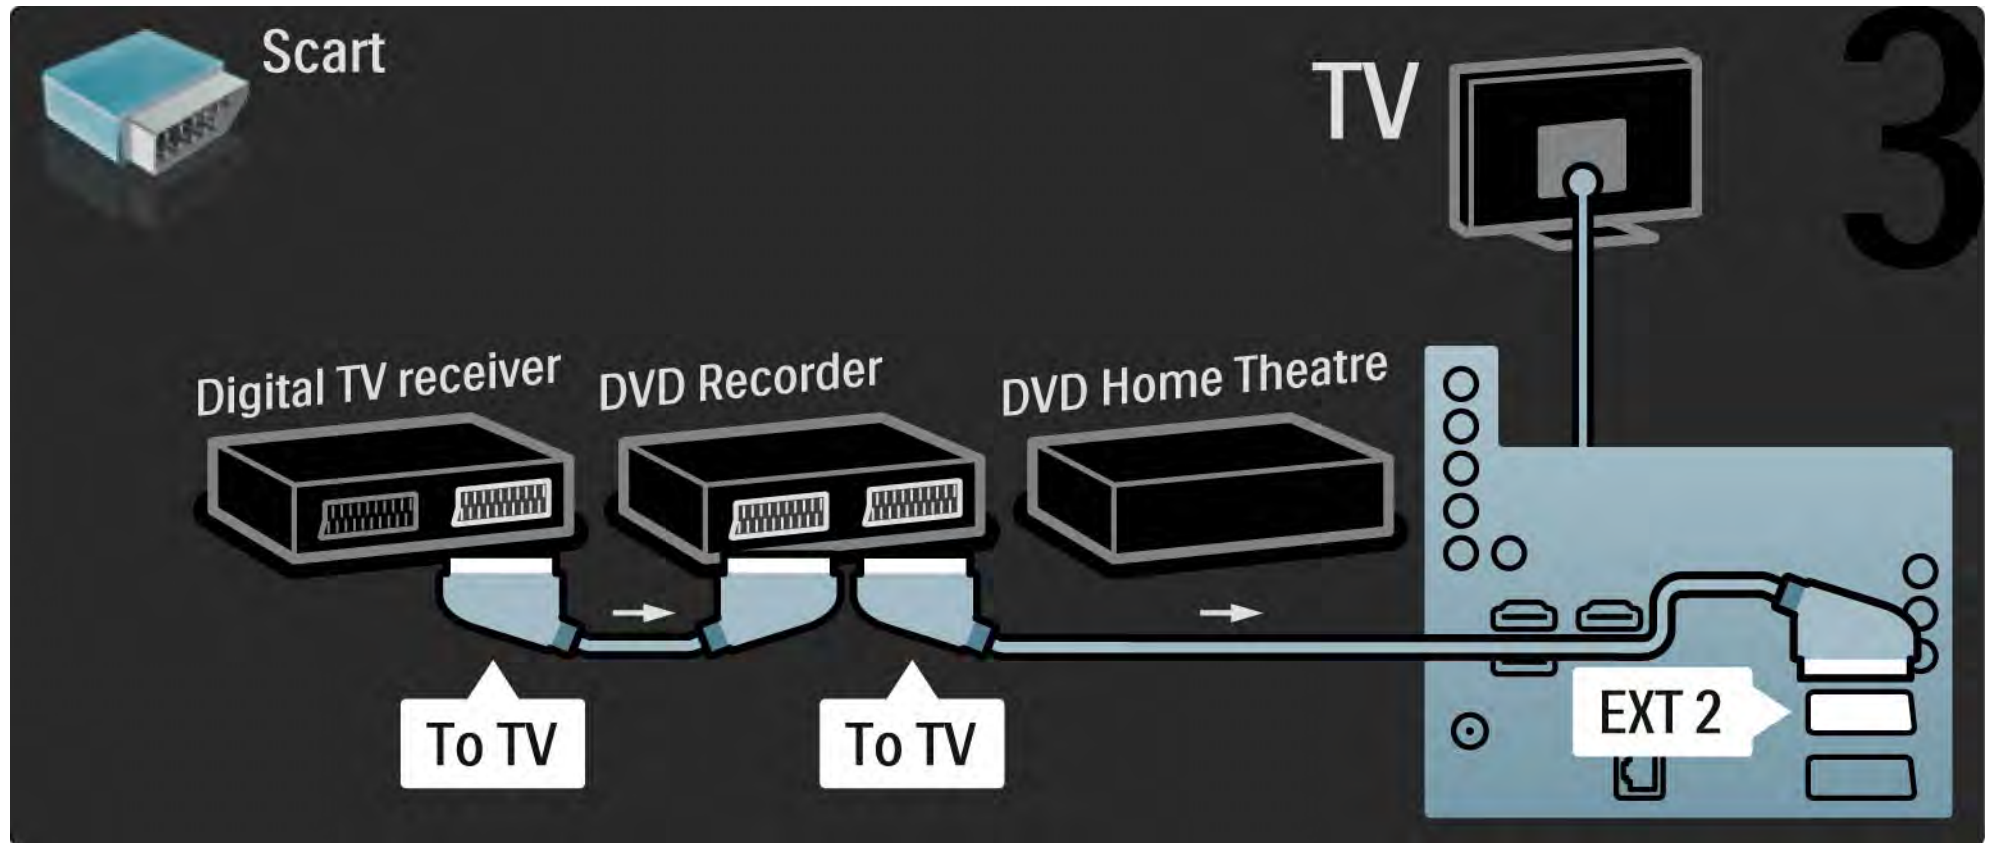 Scart
TV
3
Digital TV receiver
DVD Recorder
DVD Home Theatre
To TV
To TV
EXT 2